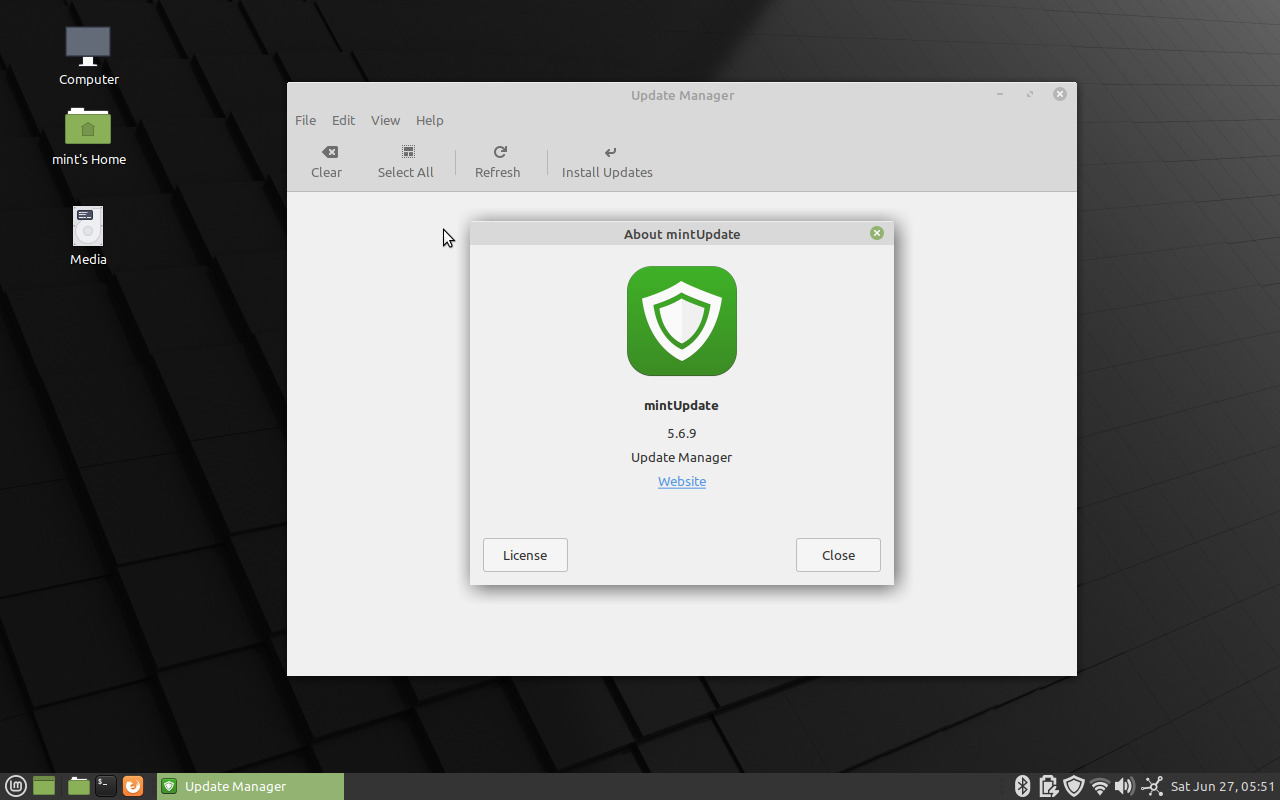 Computer
mint's Home
Media
Update Manager
File Edit View Help
Clear Select All Refresh Install Updates
About mintUpdate
mintUpdate
5.6.9
Update Manager
Website
License Close
Update Manager
Sat Jun 27, 05:51